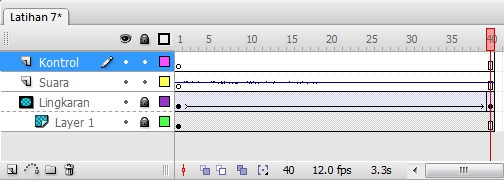 Latihan 7*
1 5 10 15 20 25 30 35 40
Kontrol
Suara
Lingkaran
Layer 1
40 12.0 fps 3.3s